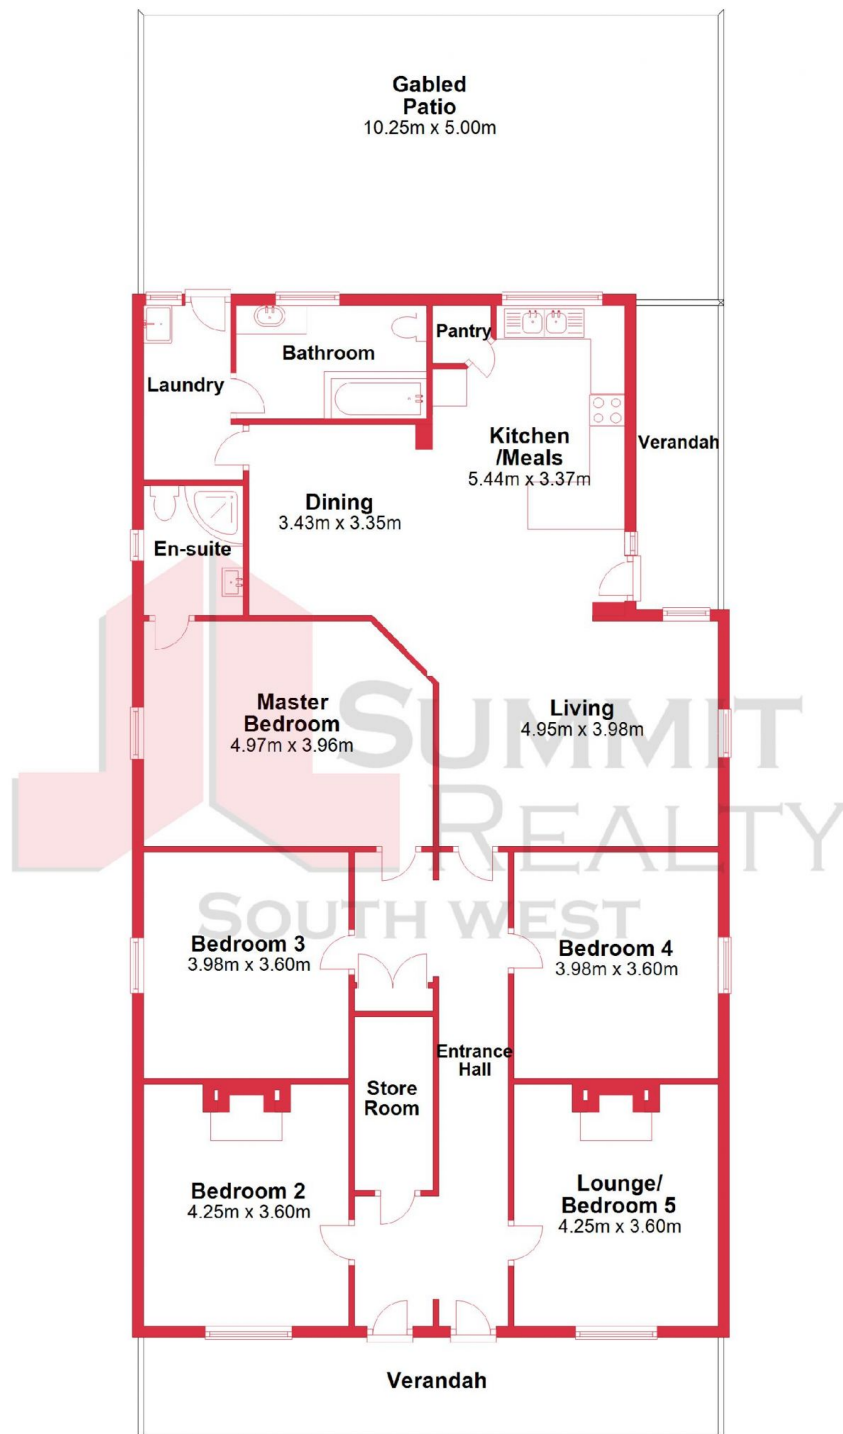 Gabled
Patio
10.25m x 5.00m
Pantry
Bathroom
Laundry
Kitchen
/Meals
5.44m x 3.37m
Verandah
Dining
3.43m x 3.35m
En-suite
Master
Bedroom
4.97m x 3.96m
Living
4.95m x 3.98m
SUMMIT
REALTY
SOUTH WEST
Bedroom 3
3.98m x 3.60m
Bedroom 4
3.98m x 3.60m
Entrance
Hall
Store
Room
Bedroom 2
4.25m x 3.60m
Lounge/
Bedroom 5
4.25m x 3.60m
Verandah